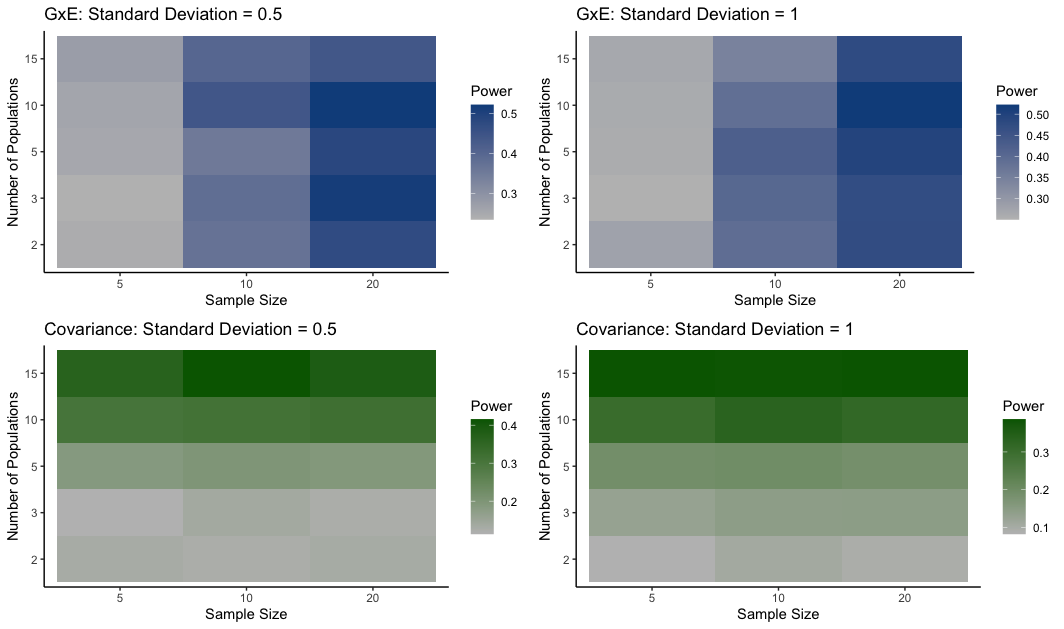 GxE: Standard Deviation = 0.5
Number of Populations
15
10
5
3
2
5
10
20
Sample Size
Power
0.5
0.4
0.3
GxE: Standard Deviation = 1
Number of Populations
15
10
5
3
2
5
10
20
Sample Size
Power
0.50
0.45
0.40
0.35
0.30
Covariance: Standard Deviation = 0.5
Number of Populations
15
10
5
3
2
5
10
20
Sample Size
Power
0.4
0.3
0.2
Covariance: Standard Deviation = 1
Number of Populations
15
10
5
3
2
5
10
20
Sample Size
Power
0.3
0.2
0.1